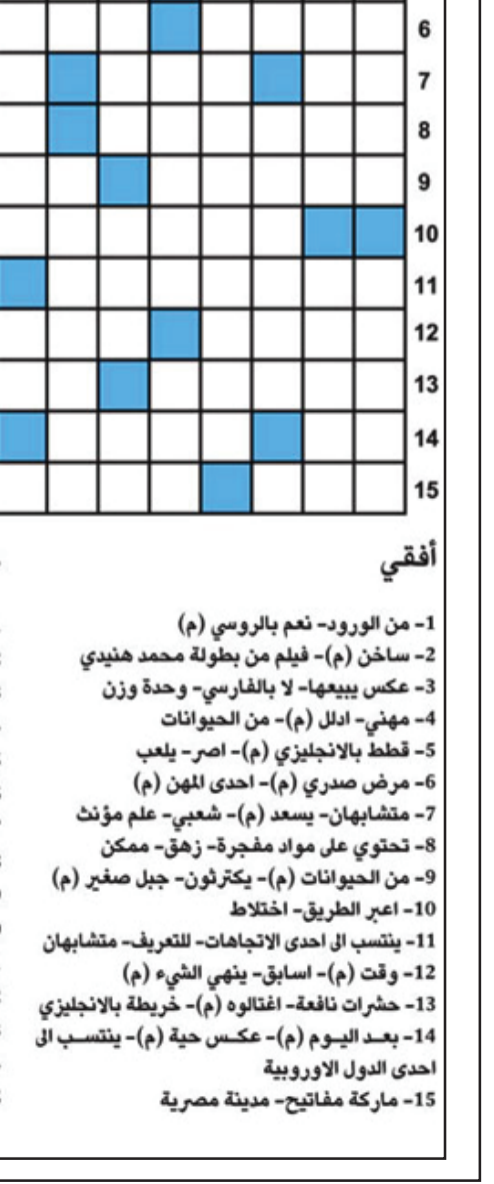 6
7
8
9
10
11
12
13
14
15
أفقي
1- من الورود- نعم بالروسي (م)
2- ساخن (م)- فيلم من بطولة محمد هنيدي
3- عكس يبيعها- لا بالفارسي- وحدة وزن
4- مهني- ادلل (م)- من الحيوانات
5- قطط بالانجليزي (م)- اصر- يلعب
6- مرض صدري (م)- احدى المهن (م)
7- متشابهان- يسعد (م)- شعبي- علم مؤنث
8- تحتوي على مواد مفجرة- زهق- ممكن
9- من الحيوانات (م)- يكترثون- جبل صغير (م)
10- اعبر الطريق- اختلاط
11- ينتسب الى احدى الاتجاهات- للتعريف- متشابهان
12- وقت (م)- اسابق- ينهي الشيء (م)
13- حشرات نافعة- اغتالوه (م)- خريطة بالانجليزي
14- بعـد اليـوم (م)- عكـس حية (م)- ينتسـب الى
احدى الدول الاوروبية
15- ماركة مفاتيح- مدينة مصرية